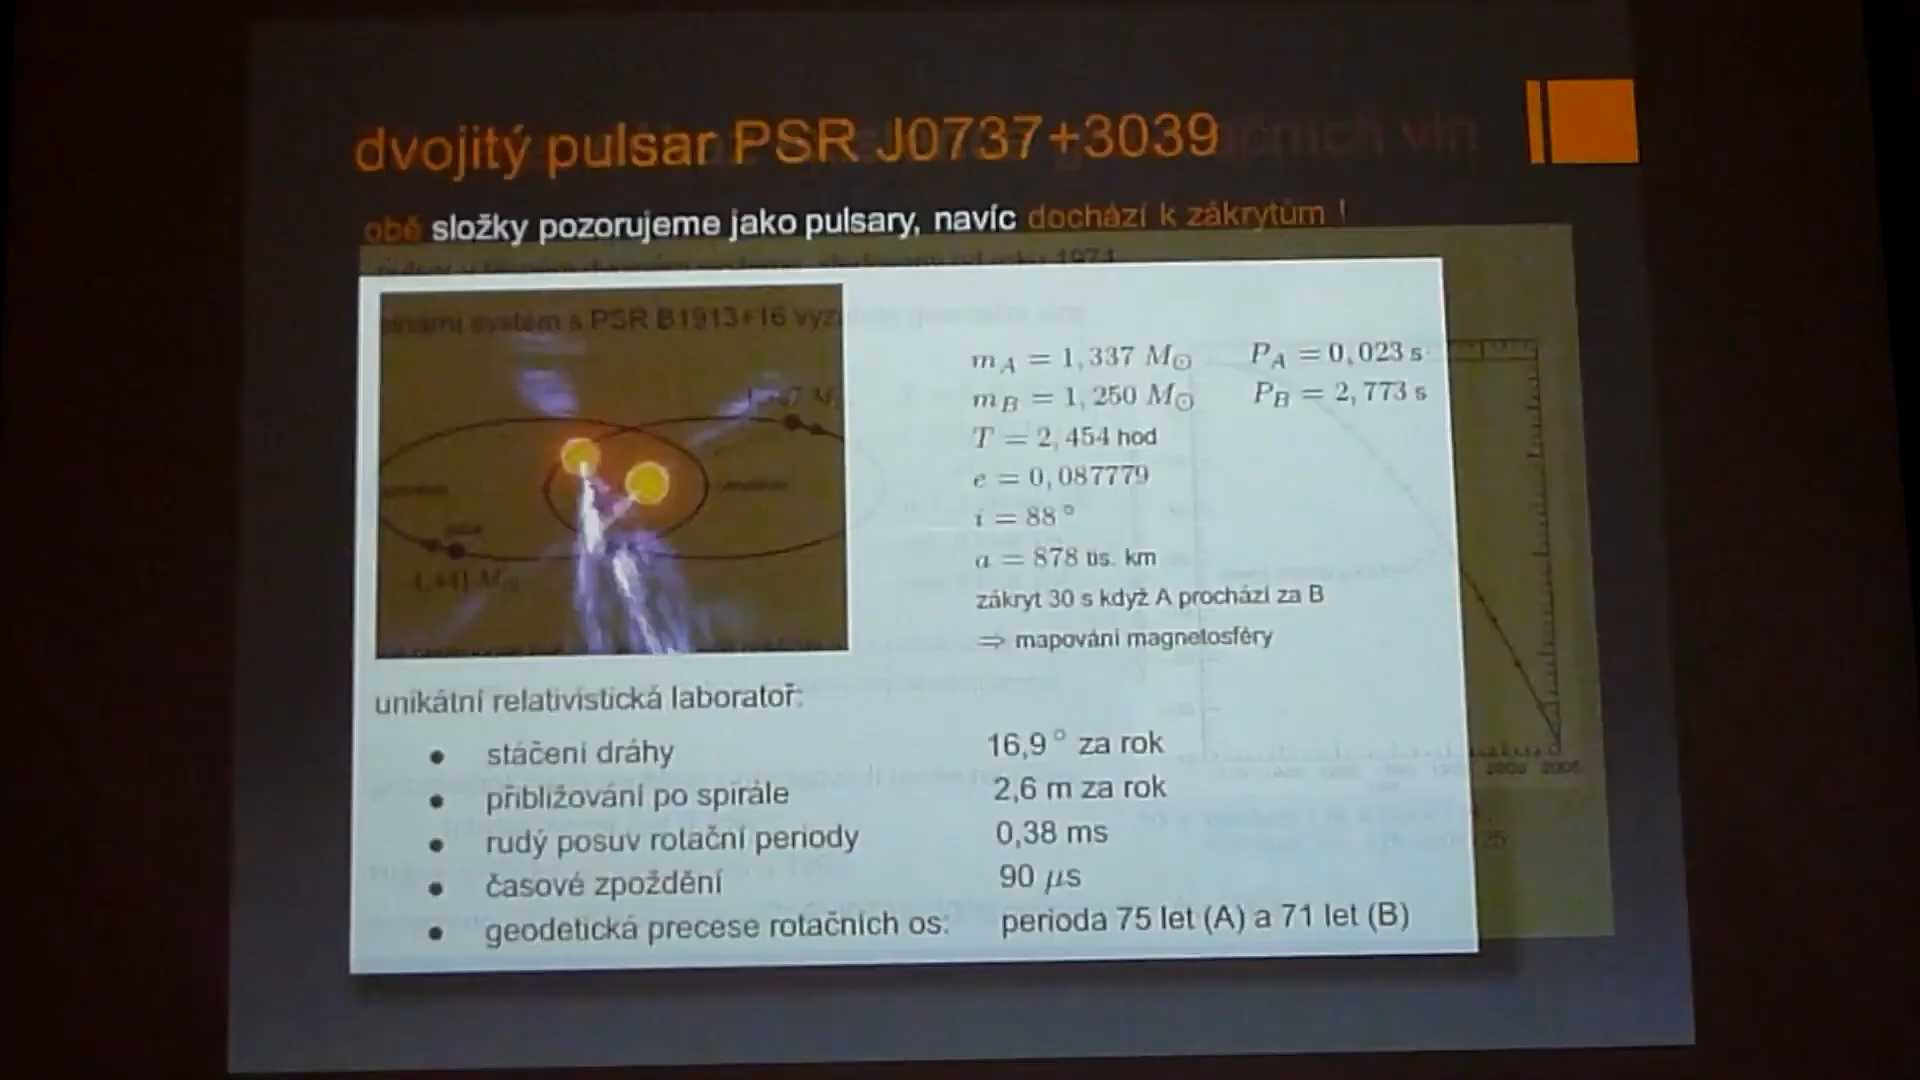 dvojitý pulsar PSR J0737+3039
obě složky pozorujeme jako pulsary, navíc dochází k zákrytům !
systém s PSR B1913+16
m_A = 1,337 M_⊙ P_A = 0,023 s
m_B = 1,250 M_⊙ P_B = 2,773 s
T = 2,454 hod
e = 0,087779
i = 88°
a = 878 tis. km
zákryt 30 s když A prochází za B
⇒ mapování magnetosféry
unikátní relativistická laboratoř:
• stáčení dráhy 16,9° za rok
• přibližování po spirále 2,6 m za rok
• rudý posuv rotační periody 0,38 ms
• časové zpoždění 90 μs
• geodetická precese rotačních os: perioda 75 let (A) a 71 let (B)